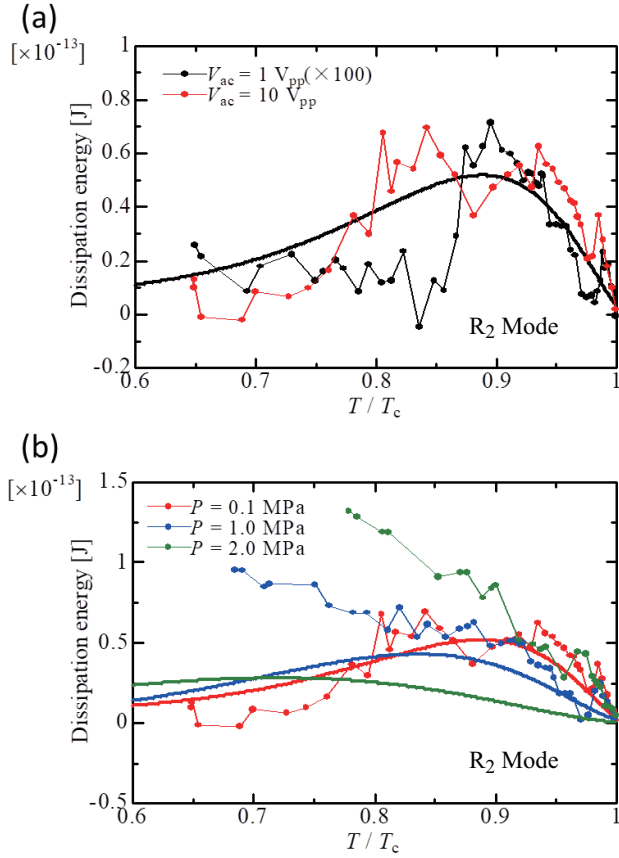 (a)
[×10⁻¹³]
1
0.8
0.6
0.4
0.2
0
-0.2
Dissipation energy [J]
V_ac = 1 V_pp(×100)
V_ac = 10 V_pp
R₂ Mode
0.6 0.7 0.8 0.9 1
T / T_c
(b)
[×10⁻¹³]
1.5
1
0.5
0
-0.5
Dissipation energy [J]
P = 0.1 MPa
P = 1.0 MPa
P = 2.0 MPa
R₂ Mode
0.6 0.7 0.8 0.9 1
T / T_c